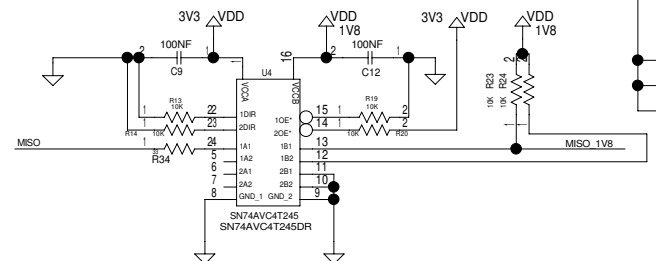 3V3 VDD
VDD 1V8
3V3 VDD
VDD 1V8
2 100NF 1
C9
16
2 100NF 1
C12
U4
1
VCCA
VCCB
R13
10K
1 22 1DIR
R14 10K
1 23 2DIR
MISO
24 1A1
R34
5 1A2
6 2A1
7 2A2
8 GND_1
1OE* 15 1 R19 10K 2
2OE* 14 1 10K R20 2
1B1 13
1B2 12
2B1 11
2B2 10
GND_2 9
R23 10K
R24 10K
2
MISO_1V8
SN74AVC4T245
SN74AVC4T245DR